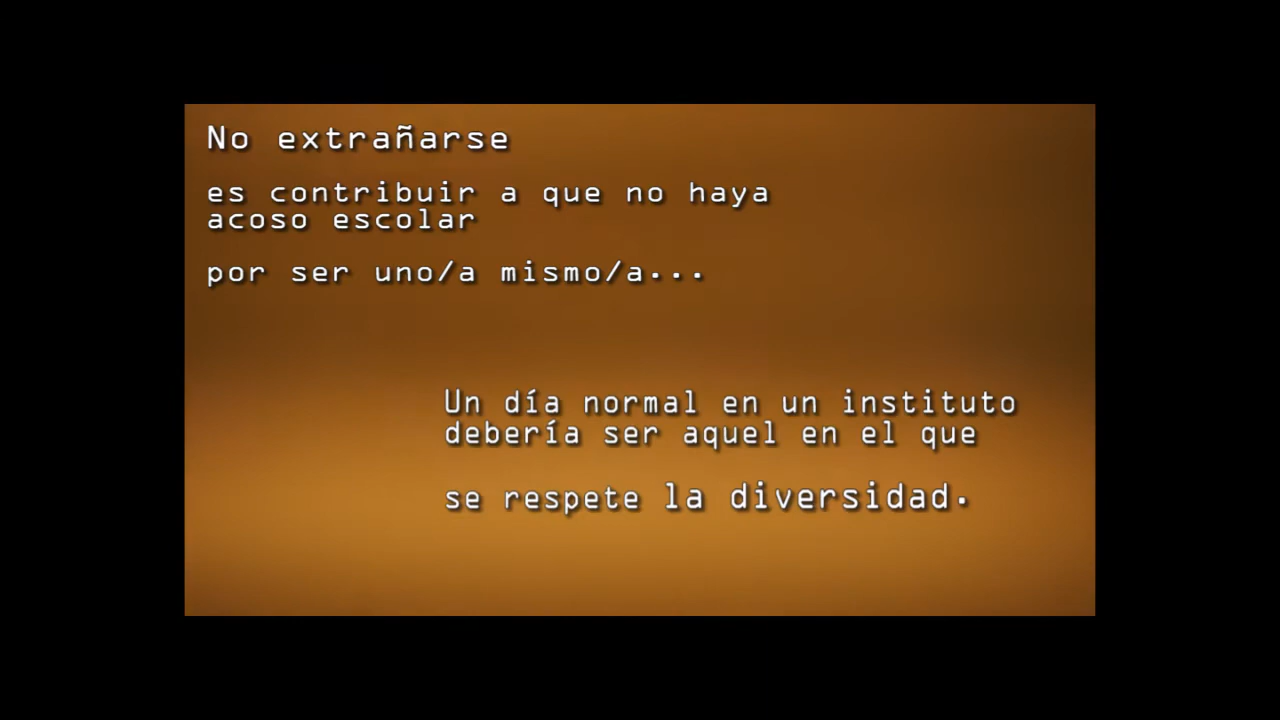 No extrañarse
es contribuir a que no haya
acoso escolar
por ser uno/a mismo/a...
Un día normal en un instituto
debería ser aquel en el que
se respete la diversidad.